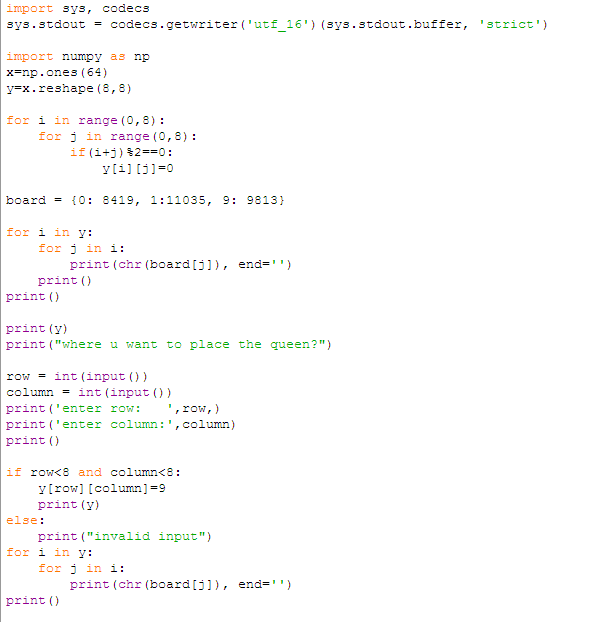 import sys, codecs
sys.stdout = codecs.getwriter('utf_16')(sys.stdout.buffer, 'strict')

import numpy as np
x=np.ones(64)
y=x.reshape(8,8)

for i in range(0,8):
    for j in range(0,8):
        if(i+j)%2==0:
            y[i][j]=0

board = {0: 8419, 1:11035, 9: 9813}

for i in y:
    for j in i:
        print(chr(board[j]), end='')
    print()
print()

print(y)
print("where u want to place the queen?")

row = int(input())
column = int(input())
print('enter row:   ',row,)
print('enter column:',column)
print()

if row<8 and column<8:
    y[row][column]=9
    print(y)
else:
    print("invalid input")
for i in y:
    for j in i:
        print(chr(board[j]), end='')
print()